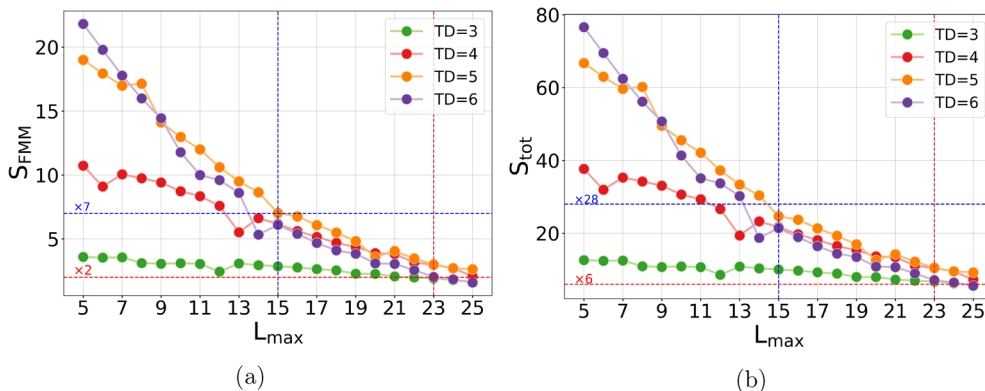 TD=3
TD=4
TD=5
TD=6
20
15
10
5
S_FMM
×7
×2
5 7 9 11 13 15 17 19 21 23 25
L_max
(a)
TD=3
TD=4
TD=5
TD=6
80
60
40
20
S_tot
×28
×6
5 7 9 11 13 15 17 19 21 23 25
L_max
(b)